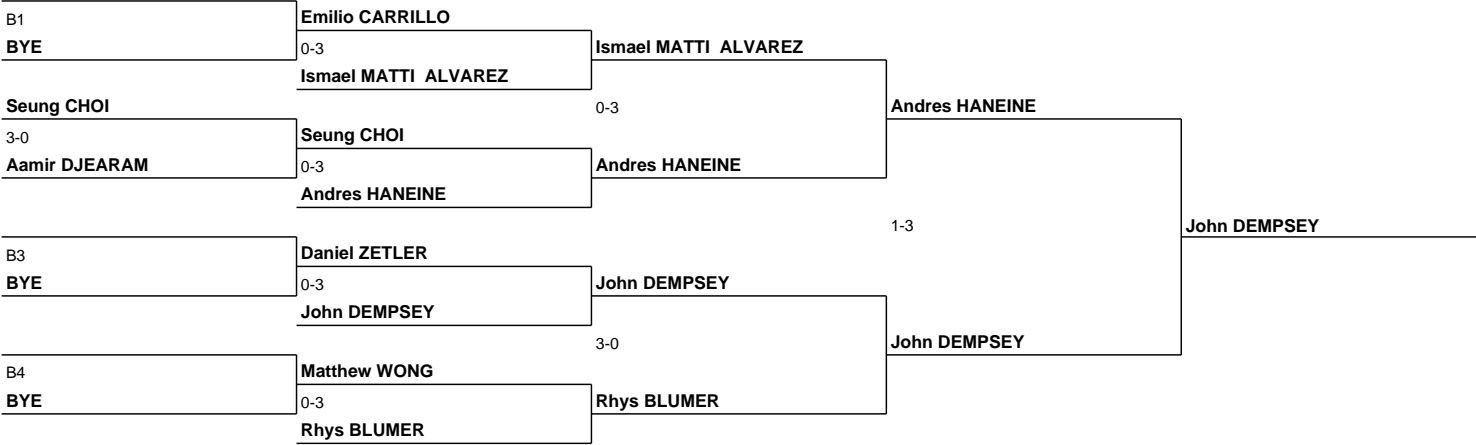 B1
BYE
Emilio CARRILLO
0-3
Ismael MATTI  ALVAREZ
Ismael MATTI  ALVAREZ
Seung CHOI
3-0
Aamir DJEARAM
Seung CHOI
0-3
Andres HANEINE
0-3
Andres HANEINE
Andres HANEINE
B3
BYE
Daniel ZETLER
0-3
John DEMPSEY
John DEMPSEY
1-3
John DEMPSEY
B4
BYE
Matthew WONG
0-3
Rhys BLUMER
3-0
Rhys BLUMER
John DEMPSEY